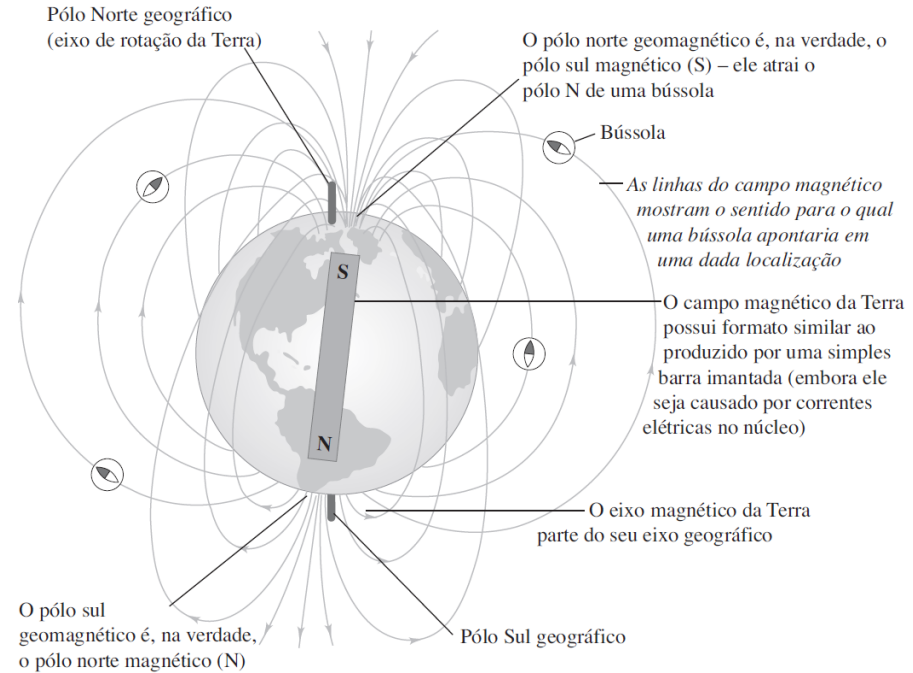 Pólo Norte geográfico
(eixo de rotação da Terra)
O pólo norte geomagnético é, na verdade, o
pólo sul magnético (S) – ele atrai o
pólo N de uma bússola
Bússola
As linhas do campo magnético
mostram o sentido para o qual
uma bússola apontaria em
uma dada localização
S
O campo magnético da Terra
possui formato similar ao
produzido por uma simples
barra imantada (embora ele
seja causado por correntes
elétricas no núcleo)
N
O eixo magnético da Terra
parte do seu eixo geográfico
O pólo sul
geomagnético é, na verdade,
o pólo norte magnético (N)
Pólo Sul geográfico